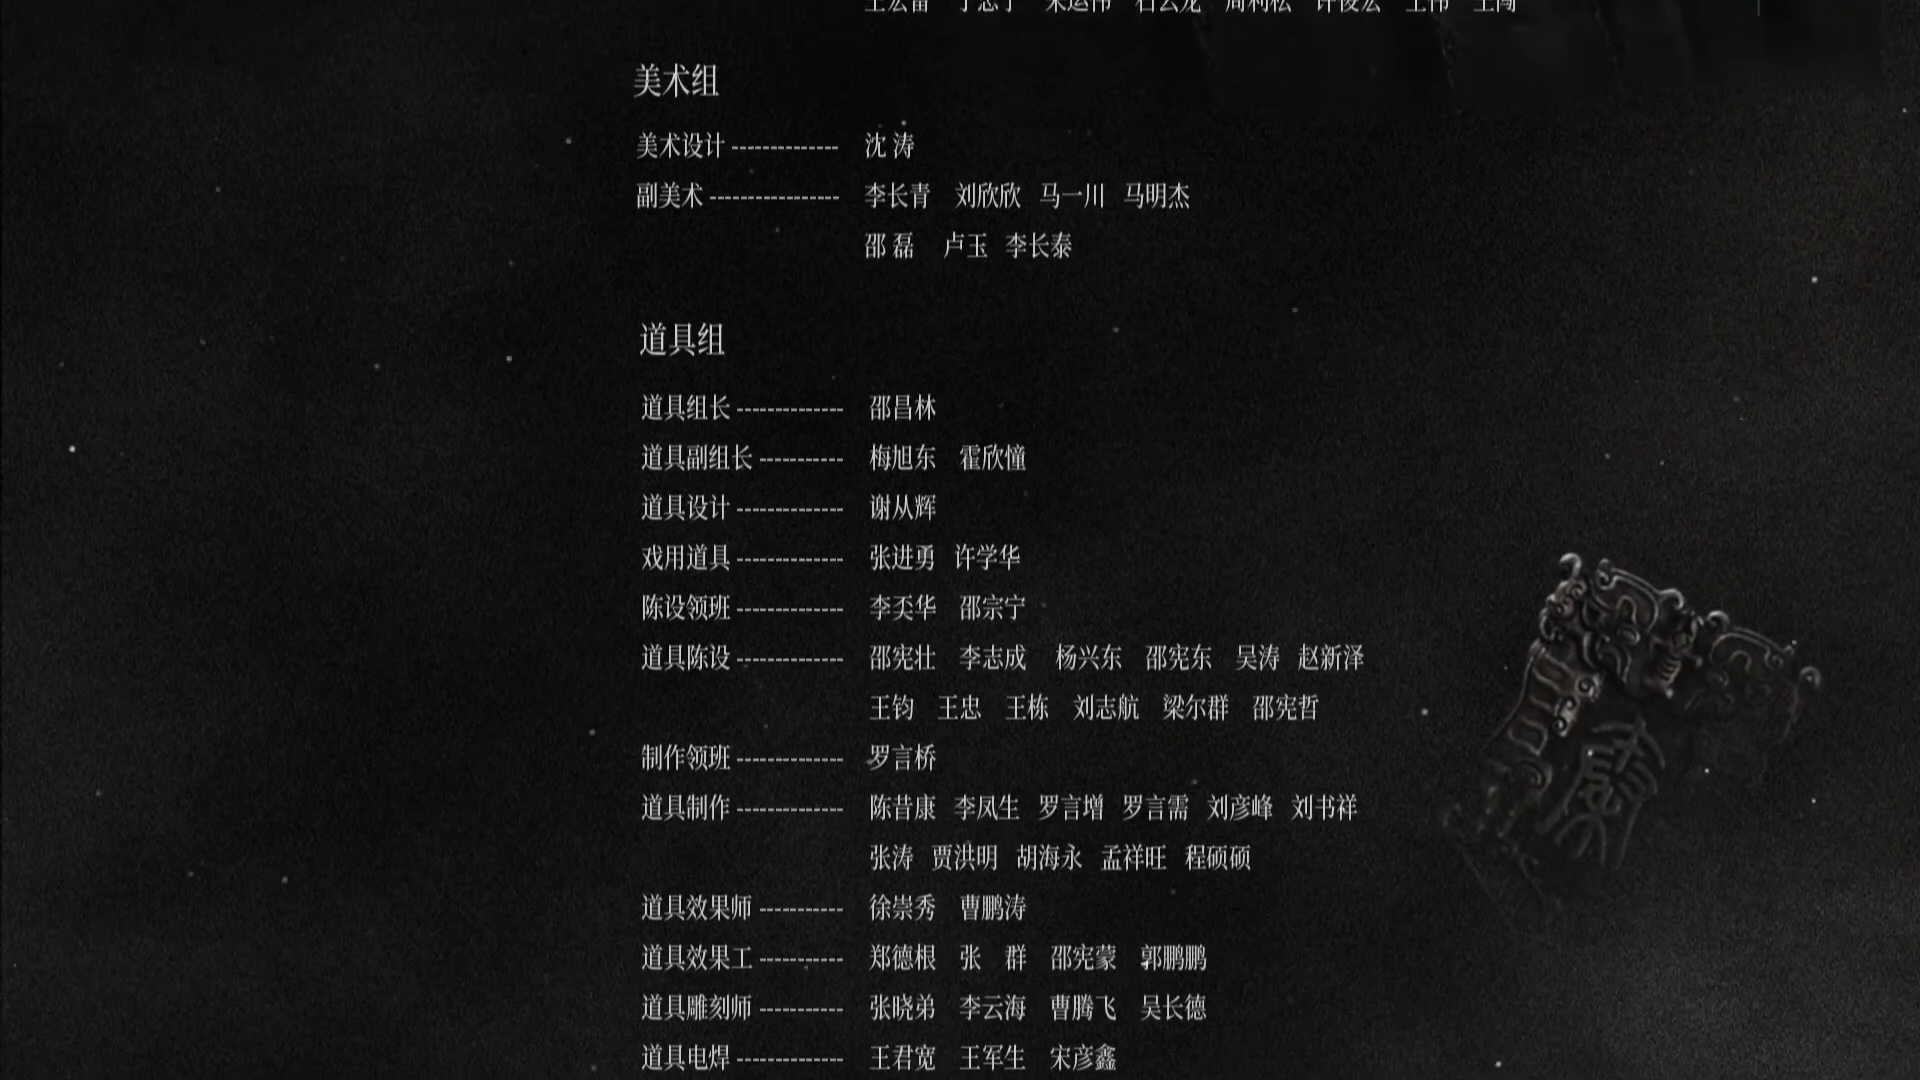 美术组
美术设计 -------------- 沈 涛
副美术 ----------------- 李长青 刘欣欣 马一川 马明杰
邵 磊 卢玉 李长泰
道具组
道具组长 -------------- 邵昌林
道具副组长 ----------- 梅旭东 霍欣憧
道具设计 -------------- 谢从辉
戏用道具 -------------- 张进勇 许学华
陈设领班 -------------- 李兲华 邵宗宁
道具陈设 -------------- 邵宪壮 李志成 杨兴东 邵宪东 吴涛 赵新泽
王钧 王忠 王栋 刘志航 梁尔群 邵宪哲
制作领班 -------------- 罗言桥
道具制作 -------------- 陈昔康 李凤生 罗言增 罗言需 刘彦峰 刘书祥
张涛 贾洪明 胡海永 孟祥旺 程硕硕
道具效果师 ----------- 徐崇秀 曹鹏涛
道具效果工 ----------- 郑德根 张 群 邵宪蒙 郭鹏鹏
道具雕刻师 ----------- 张晓弟 李云海 曹腾飞 吴长德
道具电焊 -------------- 王君宽 王军生 宋彦鑫